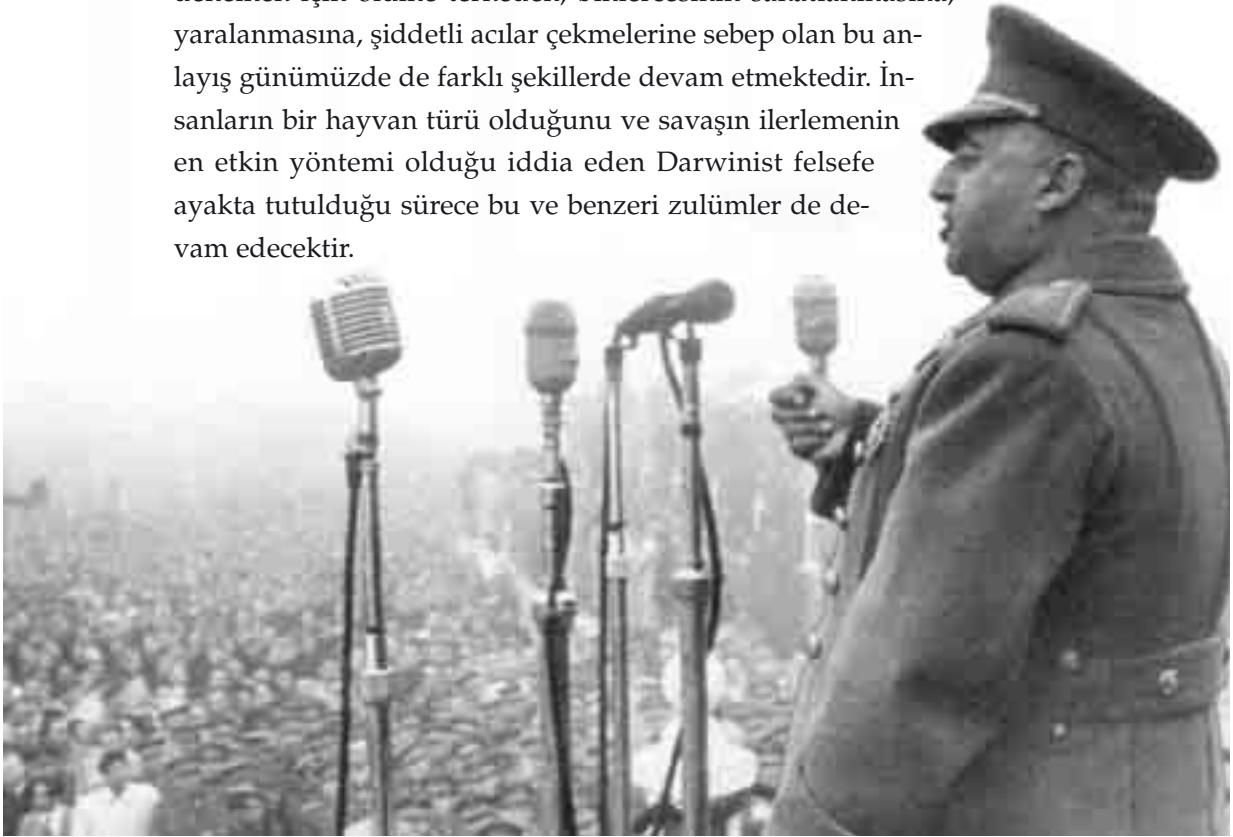 yaralanmasına, şiddetli acılar çekmelerine sebep olan bu an-
layış günümüzde de farklı şekillerde devam etmektedir. İn-
sanların bir hayvan türü olduğunu ve savaşın ilerlemenin
en etkin yöntemi olduğu iddia eden Darwinist felsefe
ayakta tutulduğu sürece bu ve benzeri zulümler de de-
vam edecektir.